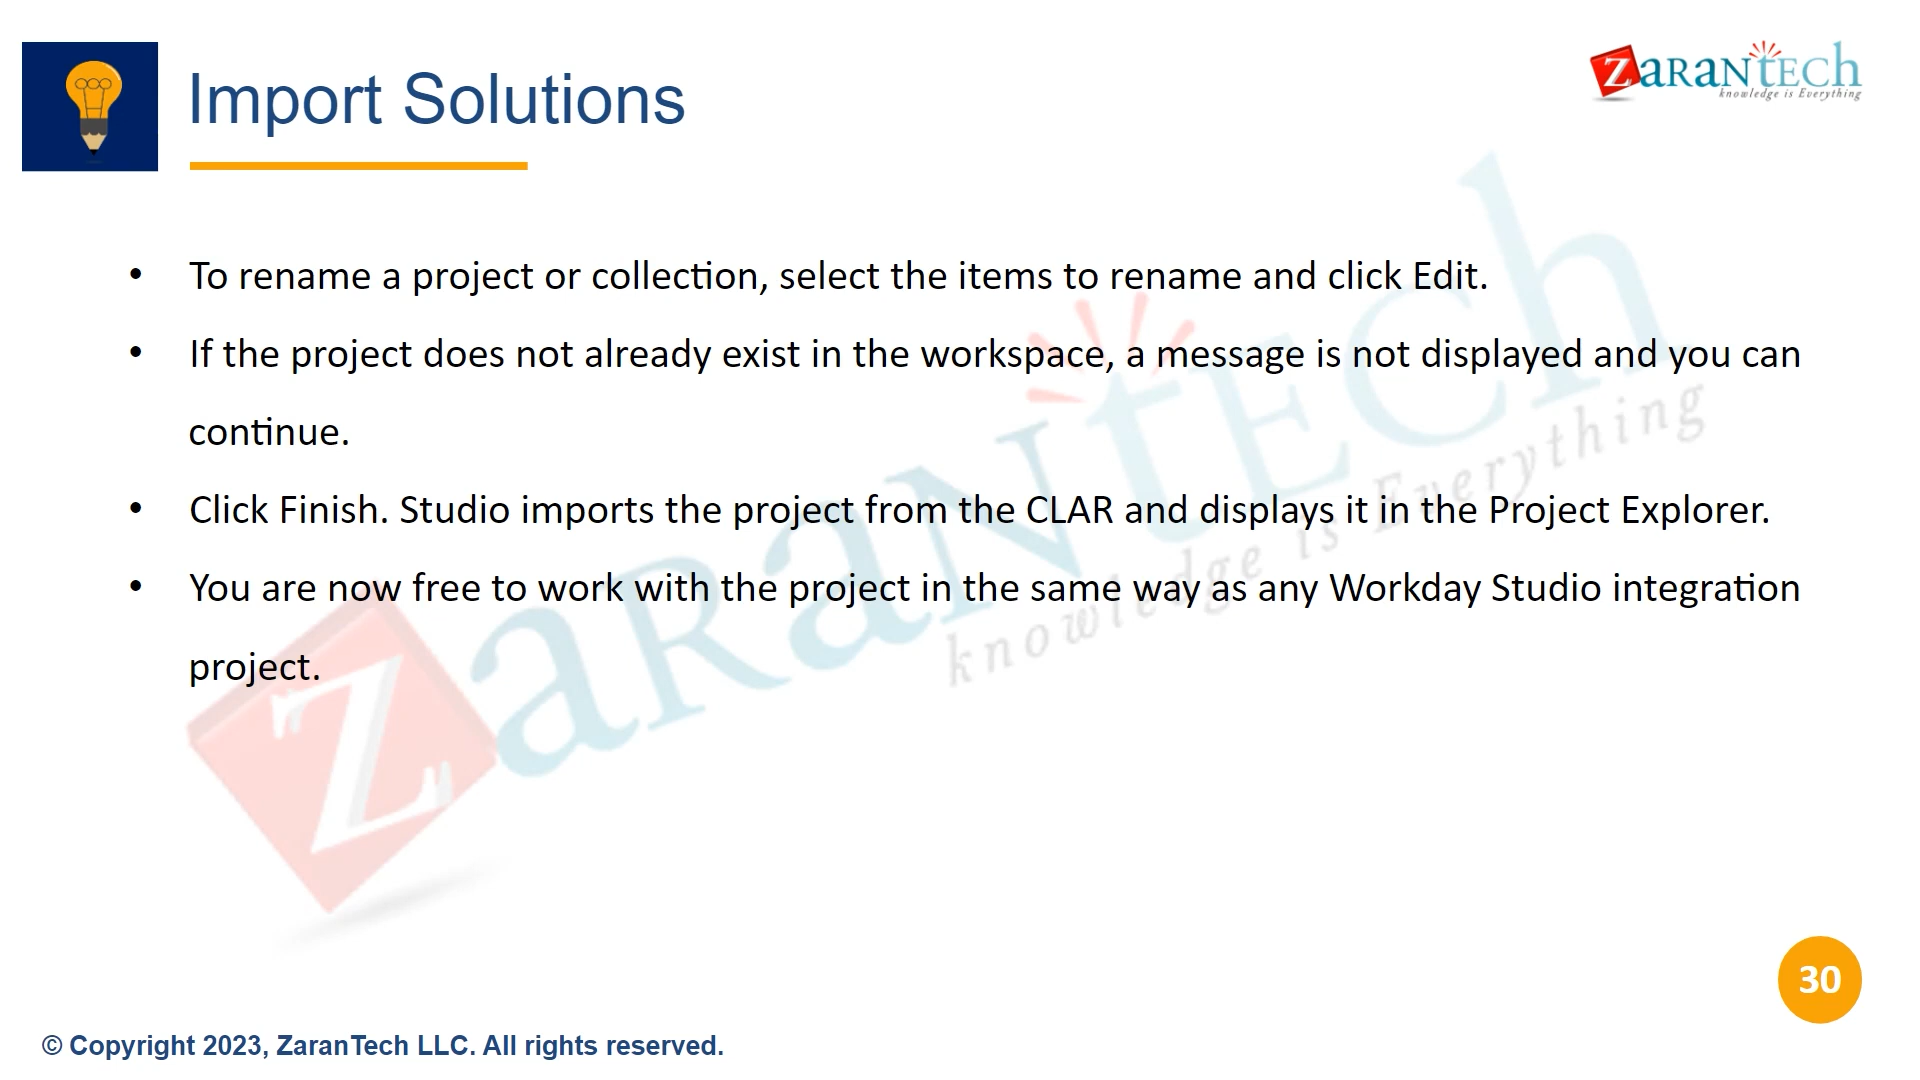 Import Solutions
ZaranTech
knowledge is Everything
• To rename a project or collection, select the items to rename and click Edit.
• If the project does not already exist in the workspace, a message is not displayed and you can
continue.
• Click Finish. Studio imports the project from the CLAR and displays it in the Project Explorer.
• You are now free to work with the project in the same way as any Workday Studio integration
project.
ZaranTech
knowledge is Everything
30
© Copyright 2023, ZaranTech LLC. All rights reserved.